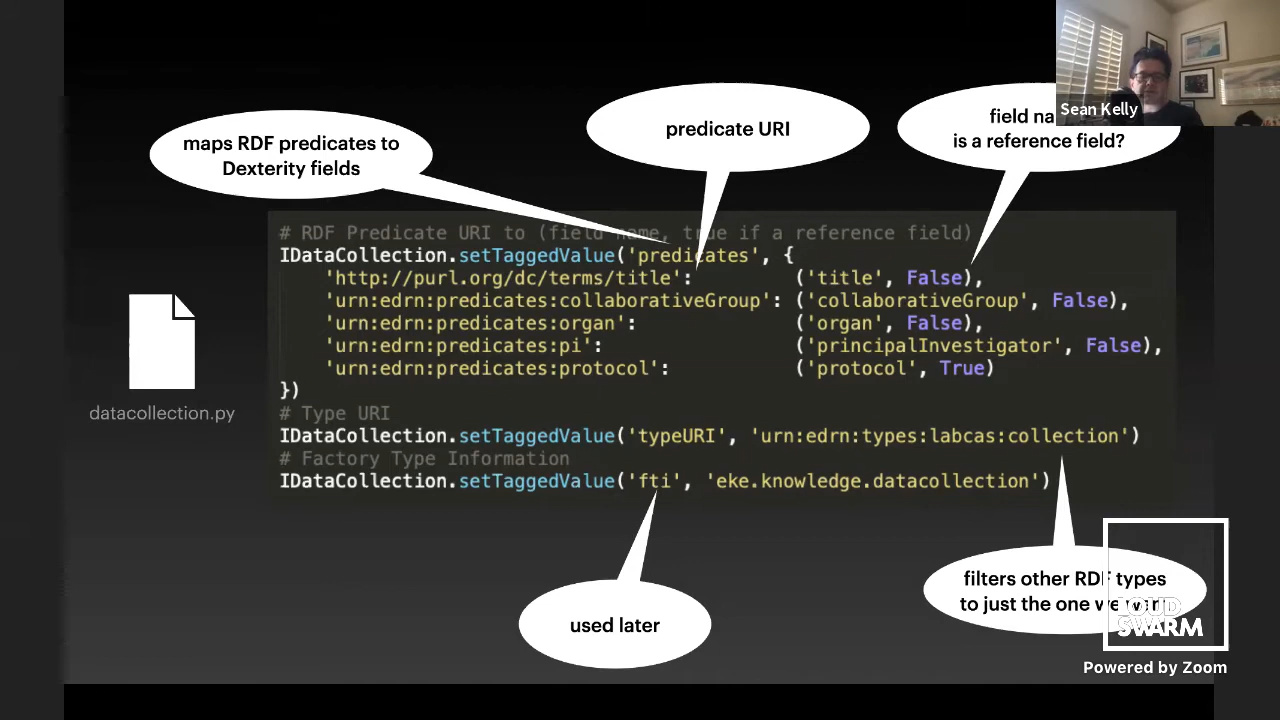 Sean Kelly
maps RDF predicates to
Dexterity fields
predicate URI
field
is a reference field?
# RDF Predicate URI to (field name, true if a reference field)
IDataCollection.setTaggedValue('predicates', {
'http://purl.org/dc/terms/title': ('title', False),
'urn:edrn:predicates:collaborativeGroup': ('collaborativeGroup', False),
'urn:edrn:predicates:organ': ('organ', False),
'urn:edrn:predicates:pi': ('principalInvestigator', False),
'urn:edrn:predicates:protocol': ('protocol', True)
})
# Type URI
IDataCollection.setTaggedValue('typeURI', 'urn:edrn:types:labcas:collection')
# Factory Type Information
IDataCollection.setTaggedValue('fti', 'eke.knowledge.datacollection')
datacollection.py
used later
filters other RDF types
to just the one we want
LOUD
SWARM
Powered by Zoom